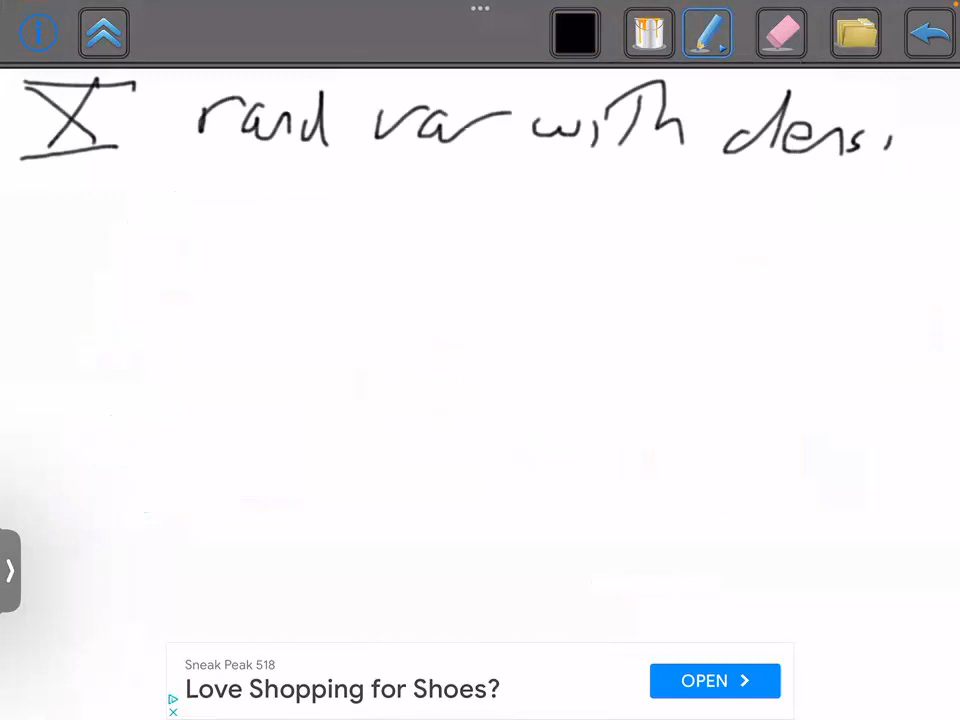 X rand var with dens.
Sneak Peak 518
Love Shopping for Shoes?
OPEN